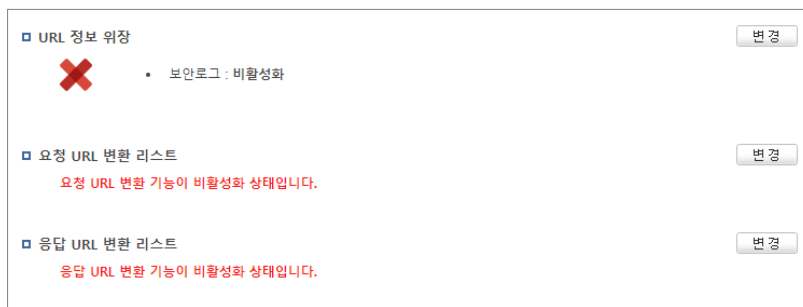 URL 정보 위장
변경
보안로그 : 비활성화
요청 URL 변환 리스트
변경
요청 URL 변환 기능이 비활성화 상태입니다.
응답 URL 변환 리스트
변경
응답 URL 변환 기능이 비활성화 상태입니다.